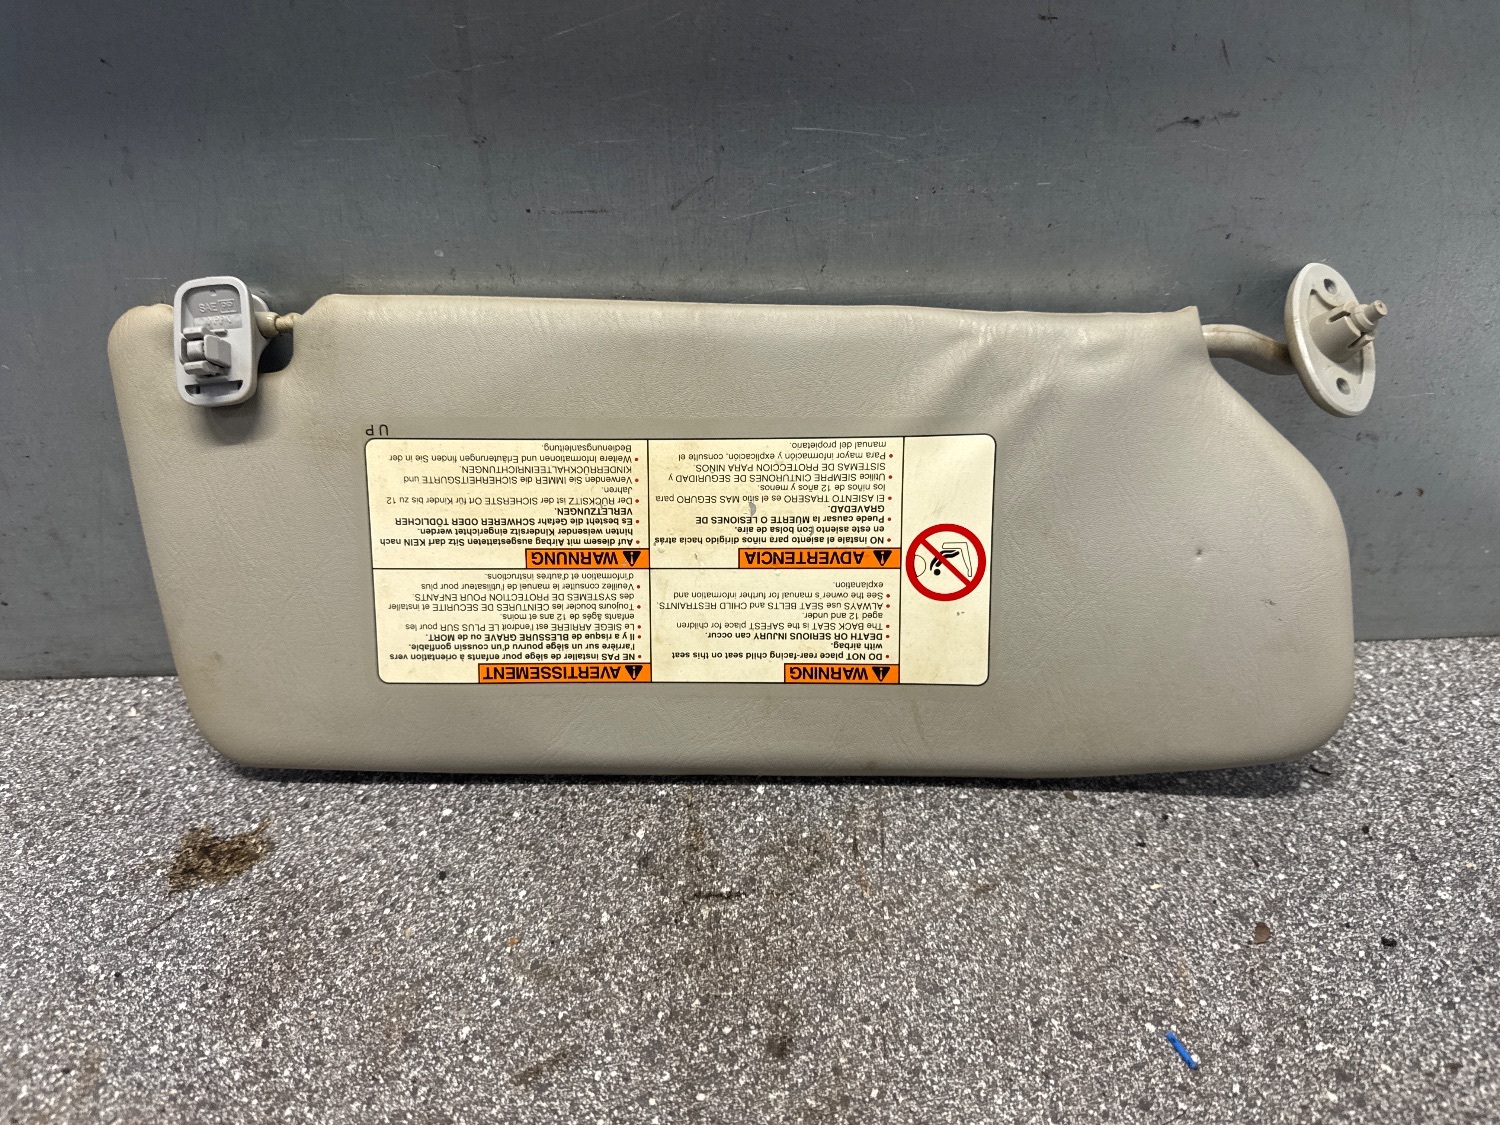 WARNING
• DO NOT place rear-facing child seat on this seat
with airbag.
• DEATH OR SERIOUS INJURY can occur.
• The BACK SEAT is the SAFEST place for children
aged 12 and under.
• ALWAYS use SEAT BELTS and CHILD RESTRAINTS.
• See the owner's manual for further information and
explanation.
AVERTISSEMENT
• NE PAS installer de siège pour enfants à orientation vers
l'arrière sur un siège pourvu d'un coussin gonflable.
• Il y a risque de BLESSURE GRAVE ou de MORT.
• Le SIEGE ARRIÈRE est l'endroit LE PLUS SUR pour les
enfants âgés de 12 ans et moins.
• Toujours boucler les CEINTURES DE SECURITE et installer
des SYSTÈMES DE PROTECTION POUR ENFANTS.
• Veuillez consulter le manuel de l'utilisateur pour plus
d'information et d'autres instructions.
ADVERTENCIA
• NO instale el asiento para niños dirigido hacia atrás
en este asiento con bolsa de aire.
• Puede causar la MUERTE O LESIONES DE
GRAVEDAD.
• El ASIENTO TRASERO es el sitio MAS SEGURO para
los niños de 12 años y menos.
• Utilice SIEMPRE CINTURONES DE SEGURIDAD y
SISTEMAS DE PROTECCION PARA NIÑOS.
• Para mayor información y explicación, consulte el
manual del propietario.
WARNUNG
• Auf diesem mit Airbag ausgestatteten Sitz darf KEIN nach
hinten weisender Kindersitz eingerichtet werden.
• Es besteht die Gefahr SCHWERER ODER TÖDLICHER
VERLETZUNGEN.
• Der RÜCKSITZ ist der SICHERSTE Ort für Kinder bis zu 12
Jahren.
• Verwenden Sie IMMER die SICHERHEITSGURTE und
KINDERRÜCKHALTEEINRICHTUNGEN.
• Weitere Informationen und Erläuterungen finden Sie in der
Bedienungsanleitung.
UP